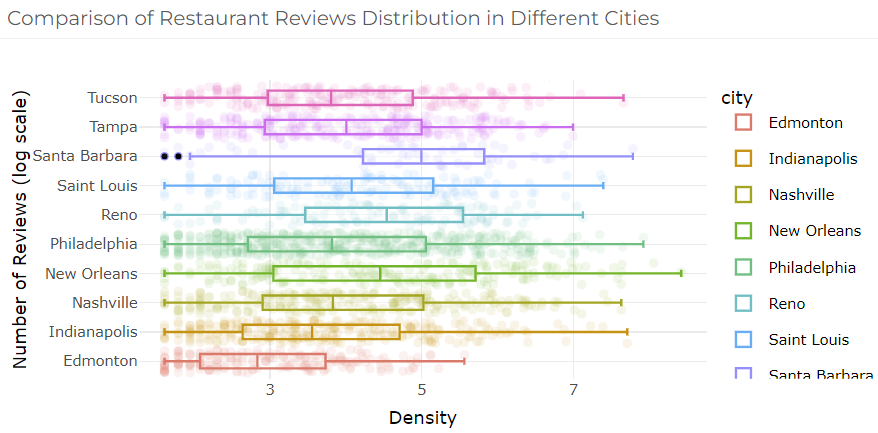 Comparison of Restaurant Reviews Distribution in Different Cities
Number of Reviews (log scale)
Tucson
Tampa
Santa Barbara
Saint Louis
Reno
Philadelphia
New Orleans
Nashville
Indianapolis
Edmonton
3 5 7
Density
city
Edmonton
Indianapolis
Nashville
New Orleans
Philadelphia
Reno
Saint Louis
Santa Barbara